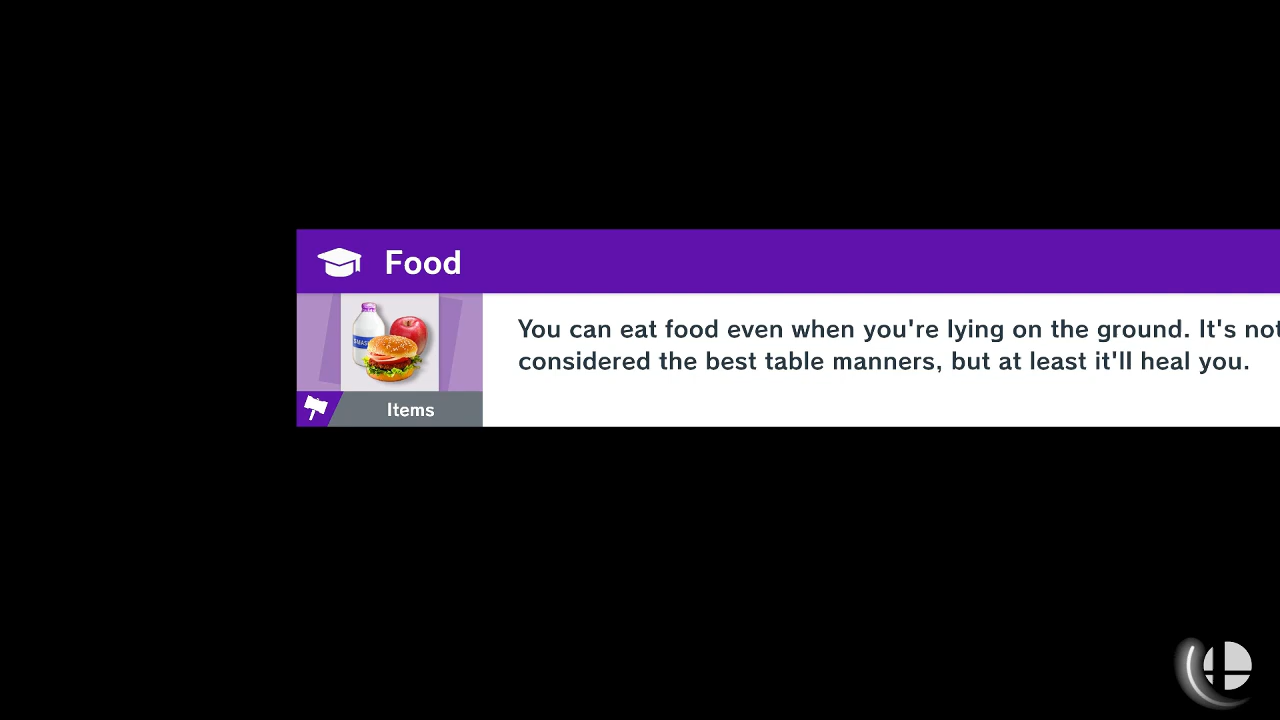 Food
You can eat food even when you're lying on the ground. It's not
considered the best table manners, but at least it'll heal you.
SMAS
Items